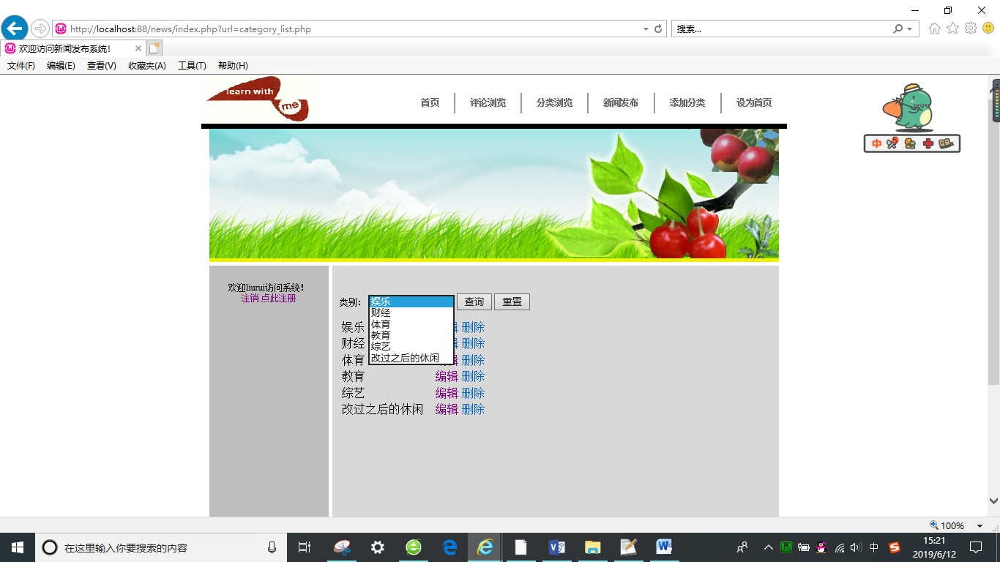 http://localhost:88/news/index.php?url=category_list.php
搜索...
欢迎访问新闻发布系统！
文件(F) 编辑(E) 查看(V) 收藏夹(A) 工具(T) 帮助(H)
learn with
me
首页 评论浏览 分类浏览 新闻发布 添加分类 设为首页
中 5
欢迎liurui访问系统！
注销 点此注册
类别： 娱乐 查询 重置
财经
体育
教育
综艺
改过之后的休闲
娱乐 辑 删除
财经 辑 删除
体育 编辑 删除
教育 编辑 删除
综艺 编辑 删除
改过之后的休闲 编辑 删除
100%
在这里输入你要搜索的内容
中
15:21
2019/6/12